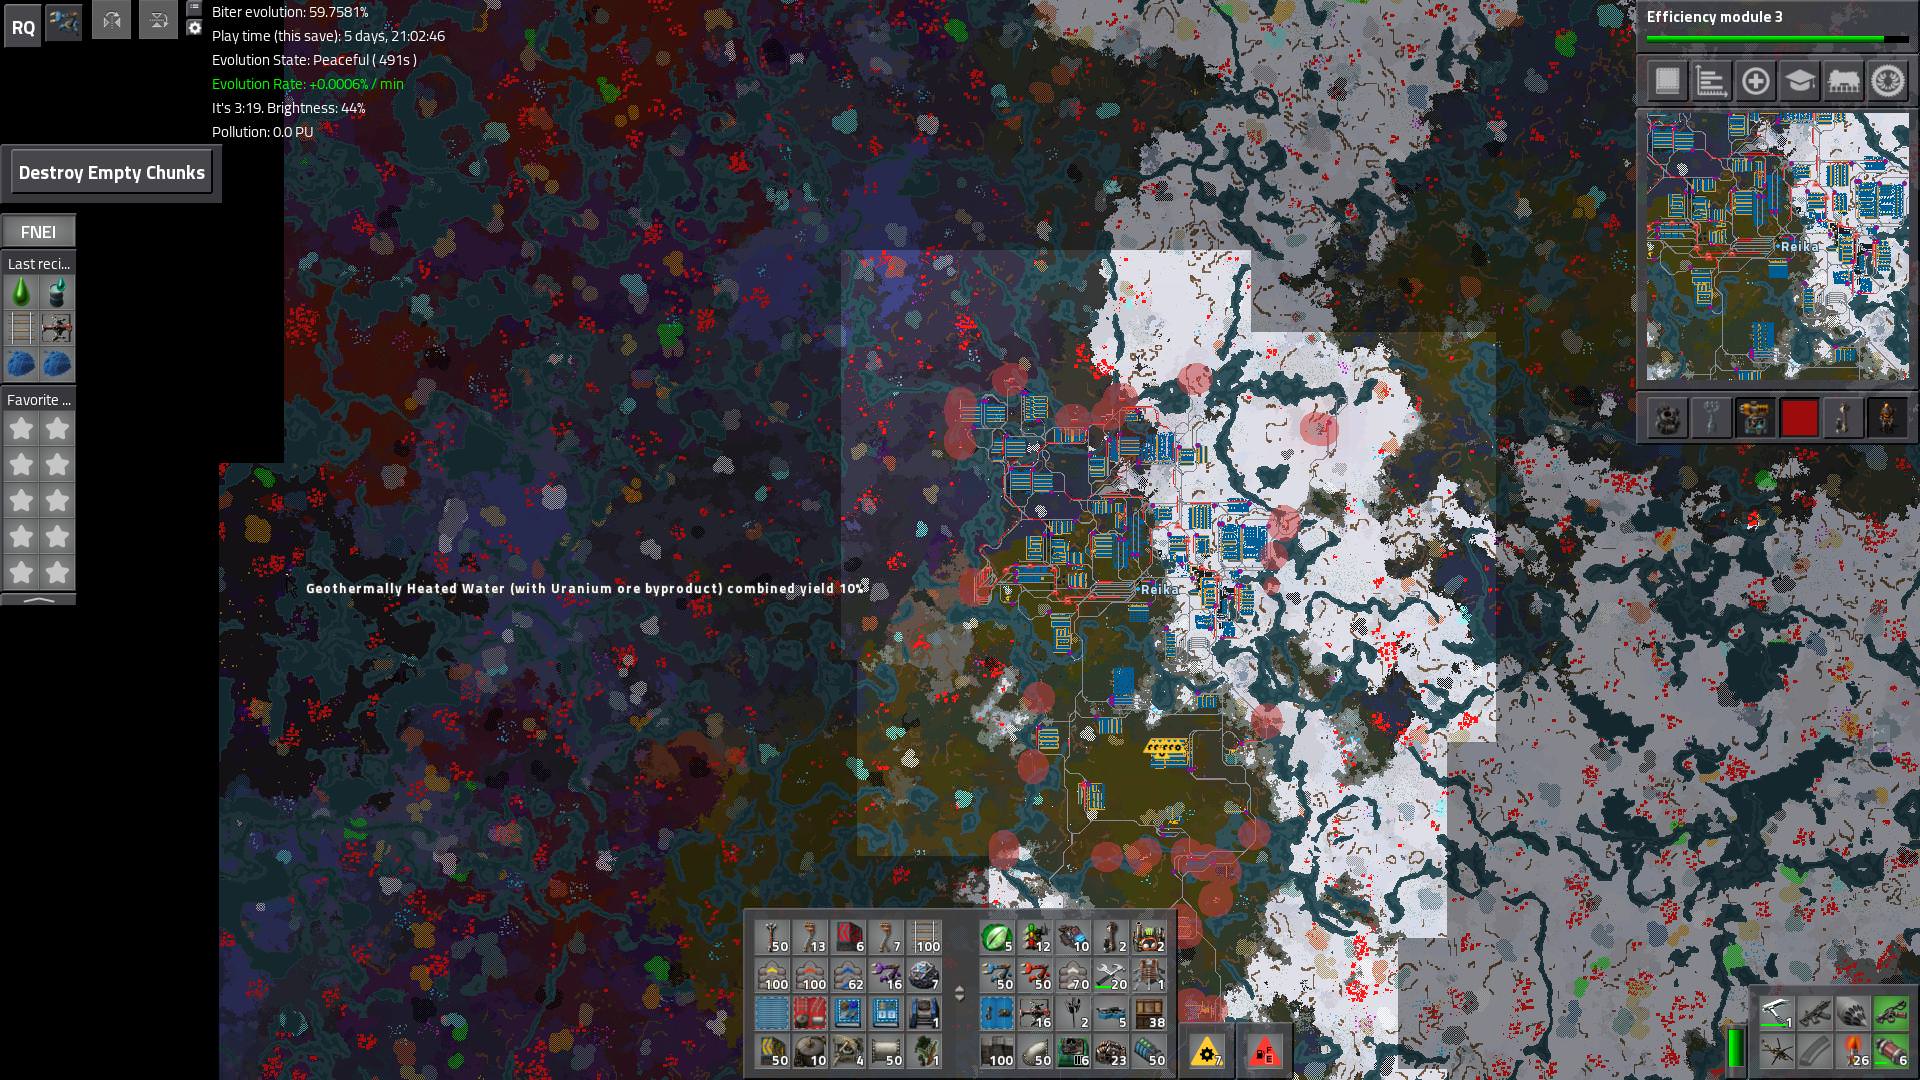 RQ
Biter evolution: 59.7581%
Play time (this save): 5 days, 21:02:46
Evolution State: Peaceful ( 491s )
Evolution Rate: +0.0006% / min
It's 3:19. Brightness: 44%
Pollution: 0.0 PU
Destroy Empty Chunks
FNEI
Last reci...
Favorite ...
Efficiency module 3
Reika
Geothermally Heated Water (with Uranium ore byproduct) combined yield 10%
Reika
50 13 6 7 100 5 12 10 2 2
100 100 62 16 7 50 50 70 20 1
1 16 2 5 38
50 10 4 50 1 100 50 116 23 50
7
1
26 6